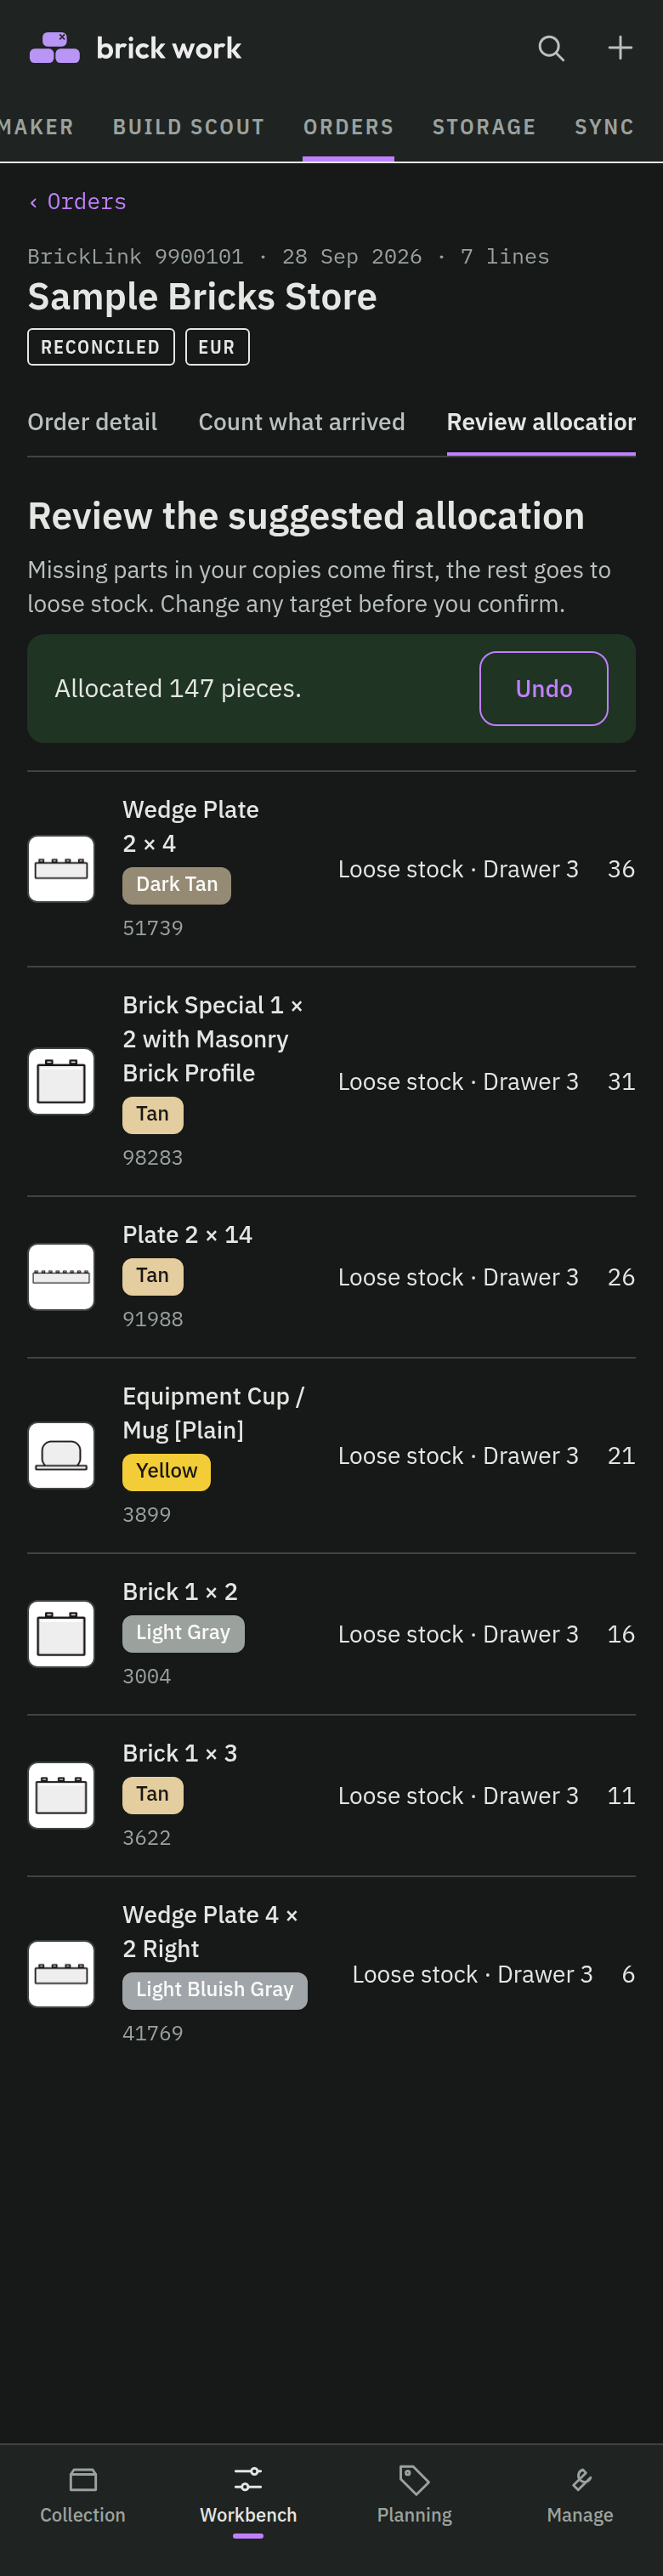 brick work
MAKER BUILD SCOUT ORDERS STORAGE SYNC
‹ Orders
BrickLink 9900101 · 28 Sep 2026 · 7 lines
Sample Bricks Store
RECONCILED EUR
Order detail Count what arrived Review allocation
Review the suggested allocation
Missing parts in your copies come first, the rest goes to
loose stock. Change any target before you confirm.
Allocated 147 pieces. Undo
Wedge Plate
2 × 4
Dark Tan
51739
Loose stock · Drawer 3 36
Brick Special 1 ×
2 with Masonry
Brick Profile
Tan
98283
Loose stock · Drawer 3 31
Plate 2 × 14
Tan
91988
Loose stock · Drawer 3 26
Equipment Cup /
Mug [Plain]
Yellow
3899
Loose stock · Drawer 3 21
Brick 1 × 2
Light Gray
3004
Loose stock · Drawer 3 16
Brick 1 × 3
Tan
3622
Loose stock · Drawer 3 11
Wedge Plate 4 ×
2 Right
Light Bluish Gray
41769
Loose stock · Drawer 3 6
Collection Workbench Planning Manage